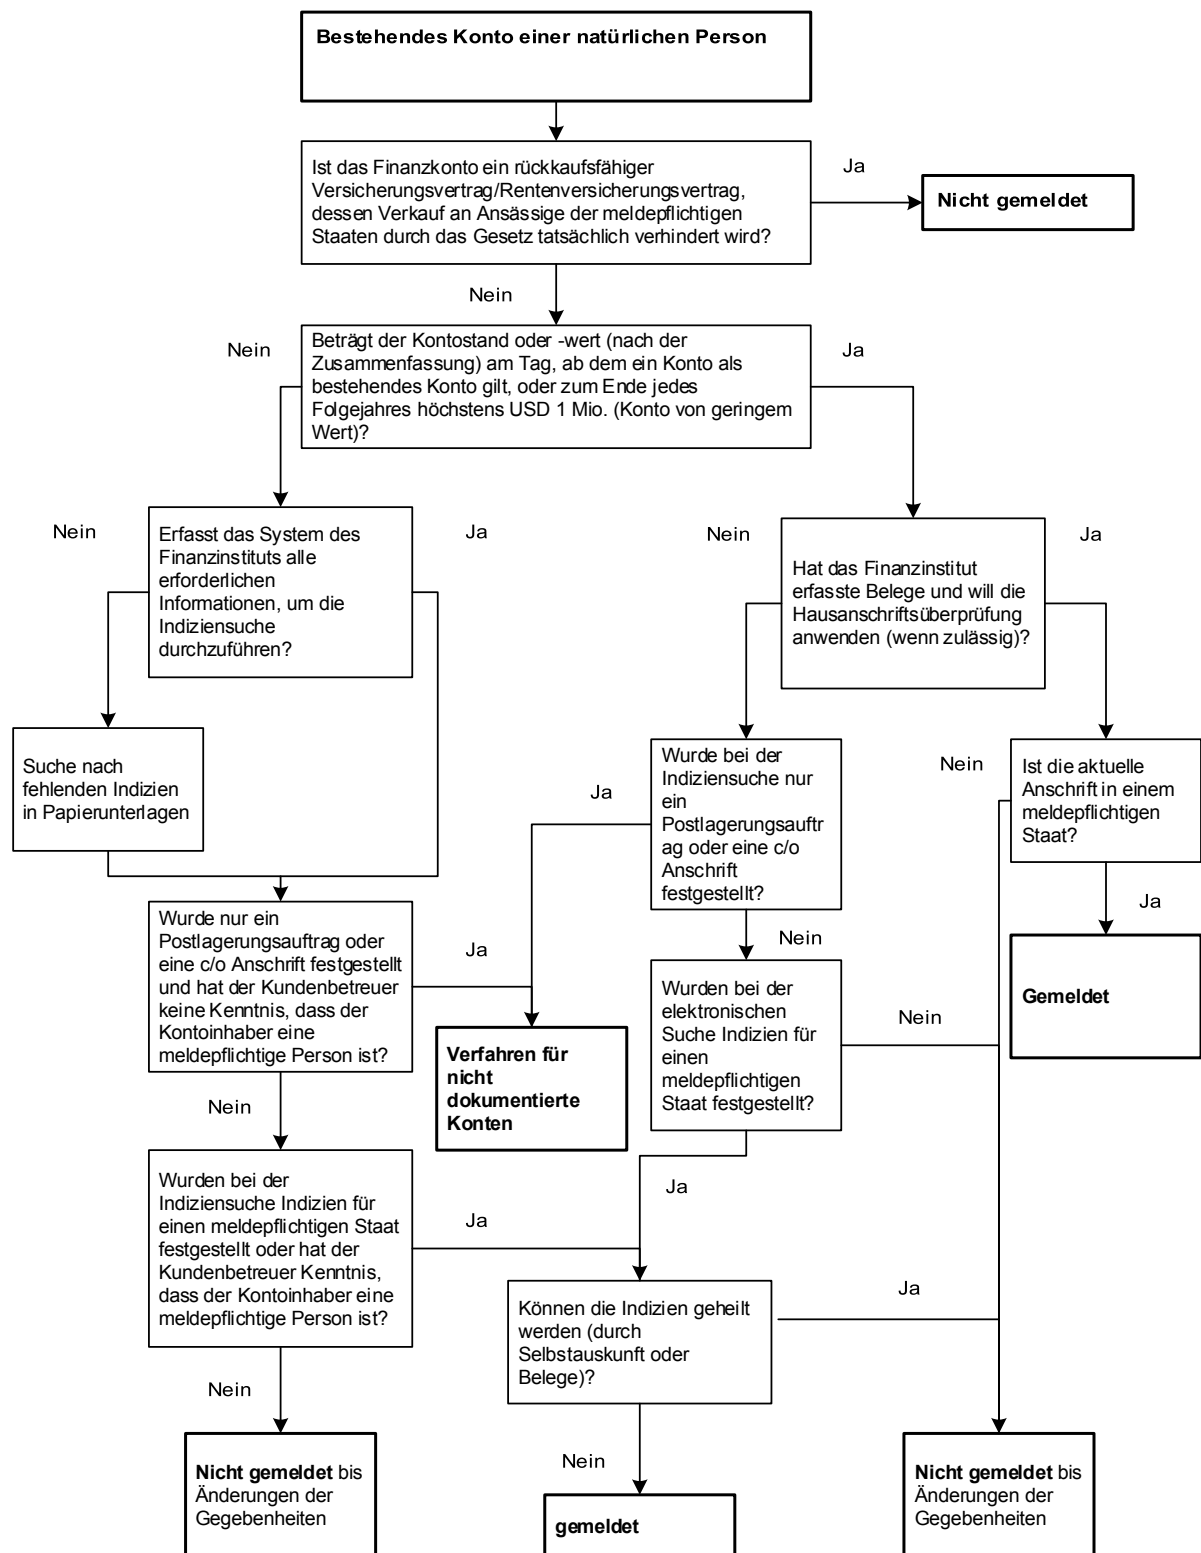 Bestehendes Konto einer natürlichen Person
Ist das Finanzkonto ein rückkaufsfähiger
Versicherungsvertrag/Rentenversicherungsvertrag,
dessen Verkauf an Ansässige der meldepflichtigen
Staaten durch das Gesetz tatsächlich verhindert wird?
Ja
Nicht gemeldet
Nein
Nein
Beträgt der Kontostand oder -wert (nach der
Zusammenfassung) am Tag, ab dem ein Konto als
bestehendes Konto gilt, oder zum Ende jedes
Folgejahres höchstens USD 1 Mio. (Konto von geringem
Wert)?
Ja
Nein
Erfasst das System des
Finanzinstituts alle
erforderlichen
Informationen, um die
Indiziensuche
durchzuführen?
Ja
Nein
Hat das Finanzinstitut
erfasste Belege und will die
Hausanschriftsüberprüfung
anwenden (wenn zulässig)?
Ja
Suche nach
fehlenden Indizien
in Papierunterlagen
Ja
Wurde bei der
Indiziensuche nur
ein
Postlagerungsauftr
ag oder eine c/o
Anschrift
festgestellt?
Nein
Ist die aktuelle
Anschrift in einem
meldepflichtigen
Staat?
Ja
Wurde nur ein
Postlagerungsauftrag oder
eine c/o Anschrift festgestellt
und hat der Kundenbetreuer
keine Kenntnis, dass der
Kontoinhaber eine
meldepflichtige Person ist?
Ja
Nein
Gemeldet
Verfahren für
nicht
dokumentierte
Konten
Wurden bei der
elektronischen
Suche Indizien für
einen
meldepflichtigen
Staat festgestellt?
Nein
Nein
Wurden bei der
Indiziensuche Indizien für
einen meldepflichtigen Staat
festgestellt oder hat der
Kundenbetreuer Kenntnis,
dass der Kontoinhaber eine
meldepflichtige Person ist?
Ja
Ja
Können die Indizien geheilt
werden (durch
Selbstauskunft oder
Belege)?
Ja
Nein
Nein
Nicht gemeldet bis
Änderungen der
Gegebenheiten
gemeldet
Nicht gemeldet bis
Änderungen der
Gegebenheiten